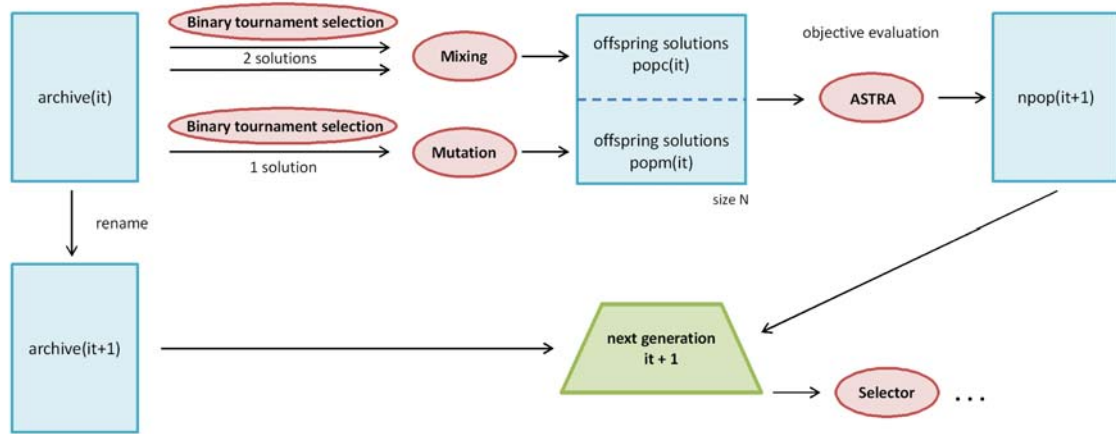 Binary tournament selection
2 solutions
Mixing
offspring solutions
popc(it)
objective evaluation
archive(it)
ASTRA
npop(it+1)
Binary tournament selection
1 solution
Mutation
offspring solutions
popm(it)
size N
rename
archive(it+1)
next generation
it + 1
Selector
...